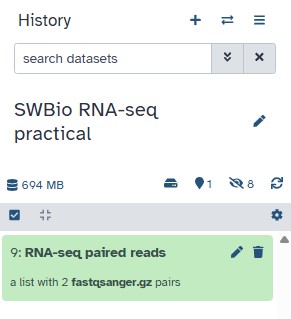 History
search datasets
SWBio RNA-seq
practical
694 MB
1
8
9: RNA-seq paired reads
a list with 2 fastqsanger.gz pairs